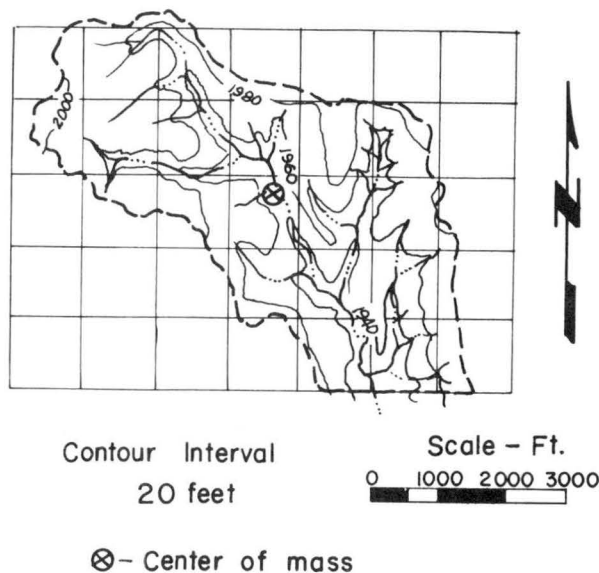 1980
2000
1960
1940
N
Contour Interval
20 feet
Scale - Ft.
0 1000 2000 3000
⊗ - Center of mass